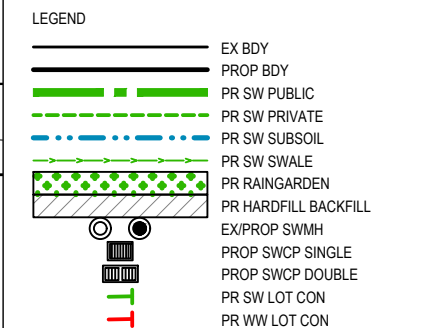 LEGEND
EX BDY
PROP BDY
PR SW PUBLIC
PR SW PRIVATE
PR SW SUBSOIL
PR SW SWALE
PR RAINGARDEN
PR HARDFILL BACKFILL
EX/PROP SWMH
PROP SWCP SINGLE
PROP SWCP DOUBLE
PR SW LOT CON
PR WW LOT CON